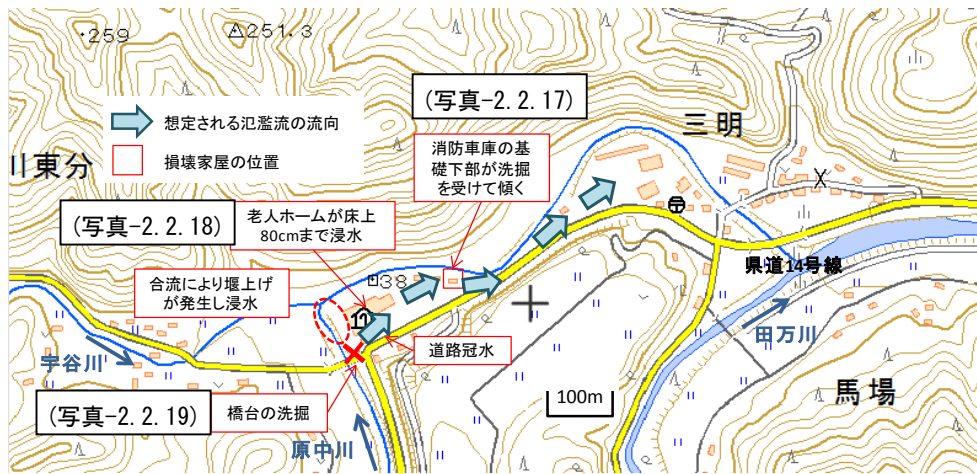 ・259
251.3
(写真-2.2.17)
想定される氾濫流の流向
損壊家屋の位置
三明
消防車庫の基
礎下部が洗掘
を受けて傾く
川東分
(写真-2.2.18)
老人ホームが床上
80cmまで浸水
合流により堰上げ
が発生し浸水
38
県道14号線
道路冠水
宇谷川
田万川
(写真-2.2.19)
橋台の洗掘
100m
馬場
原中川